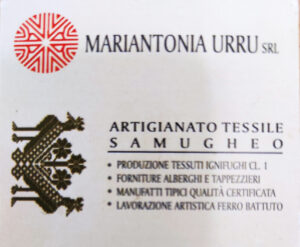 MARIANTONIA URRU SRL
ARTIGIANATO TESSILE
SAMUGHEO
• PRODUZIONE TESSUTI IGNIFUGHI CL. 1
• FORNITURE ALBERGHI E TAPPEZZIERI
• MANUFATTI TIPICI QUALITÀ CERTIFICATA
• LAVORAZIONE ARTISTICA FERRO BATTUTO